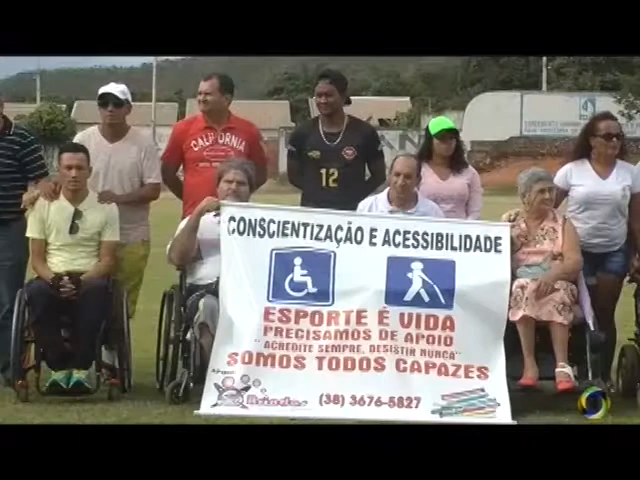 CALIFORNIA
12
CONSCIENTIZAÇÃO E ACESSIBILIDADE
ESPORTE É VIDA
PRECISAMOS DE APOIO
"ACREDITE SEMPRE, DESISTIR NUNCA"
SOMOS TODOS CAPAZES
Brindes (38) 3676-5827